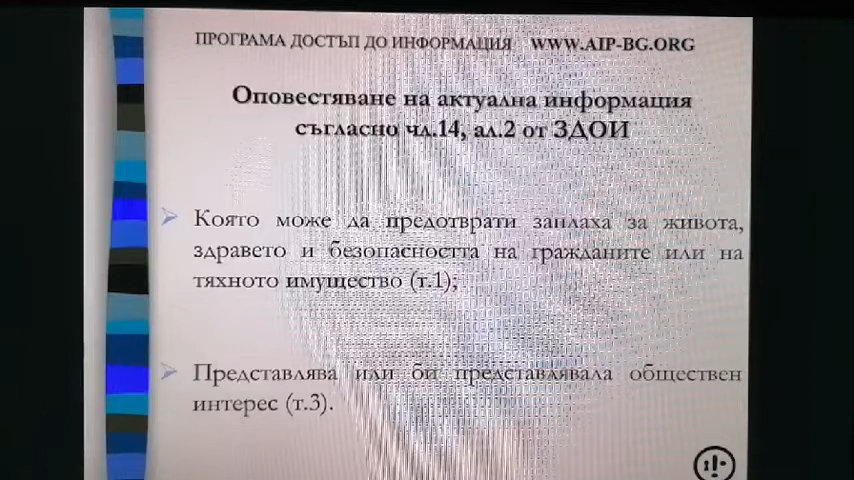 ПРОГРАМА ДОСТЪП ДО ИНФОРМАЦИЯ WWW.AIP-BG.ORG
Оповестяване на актуална информация
съгласно чл.14, ал.2 от ЗДОИ
Която може да предотврати заплаха за живота,
здравето и безопасността на гражданите или на
тяхното имущество (т.1);
Представлява или би представлявала обществен
интерес (т.3).